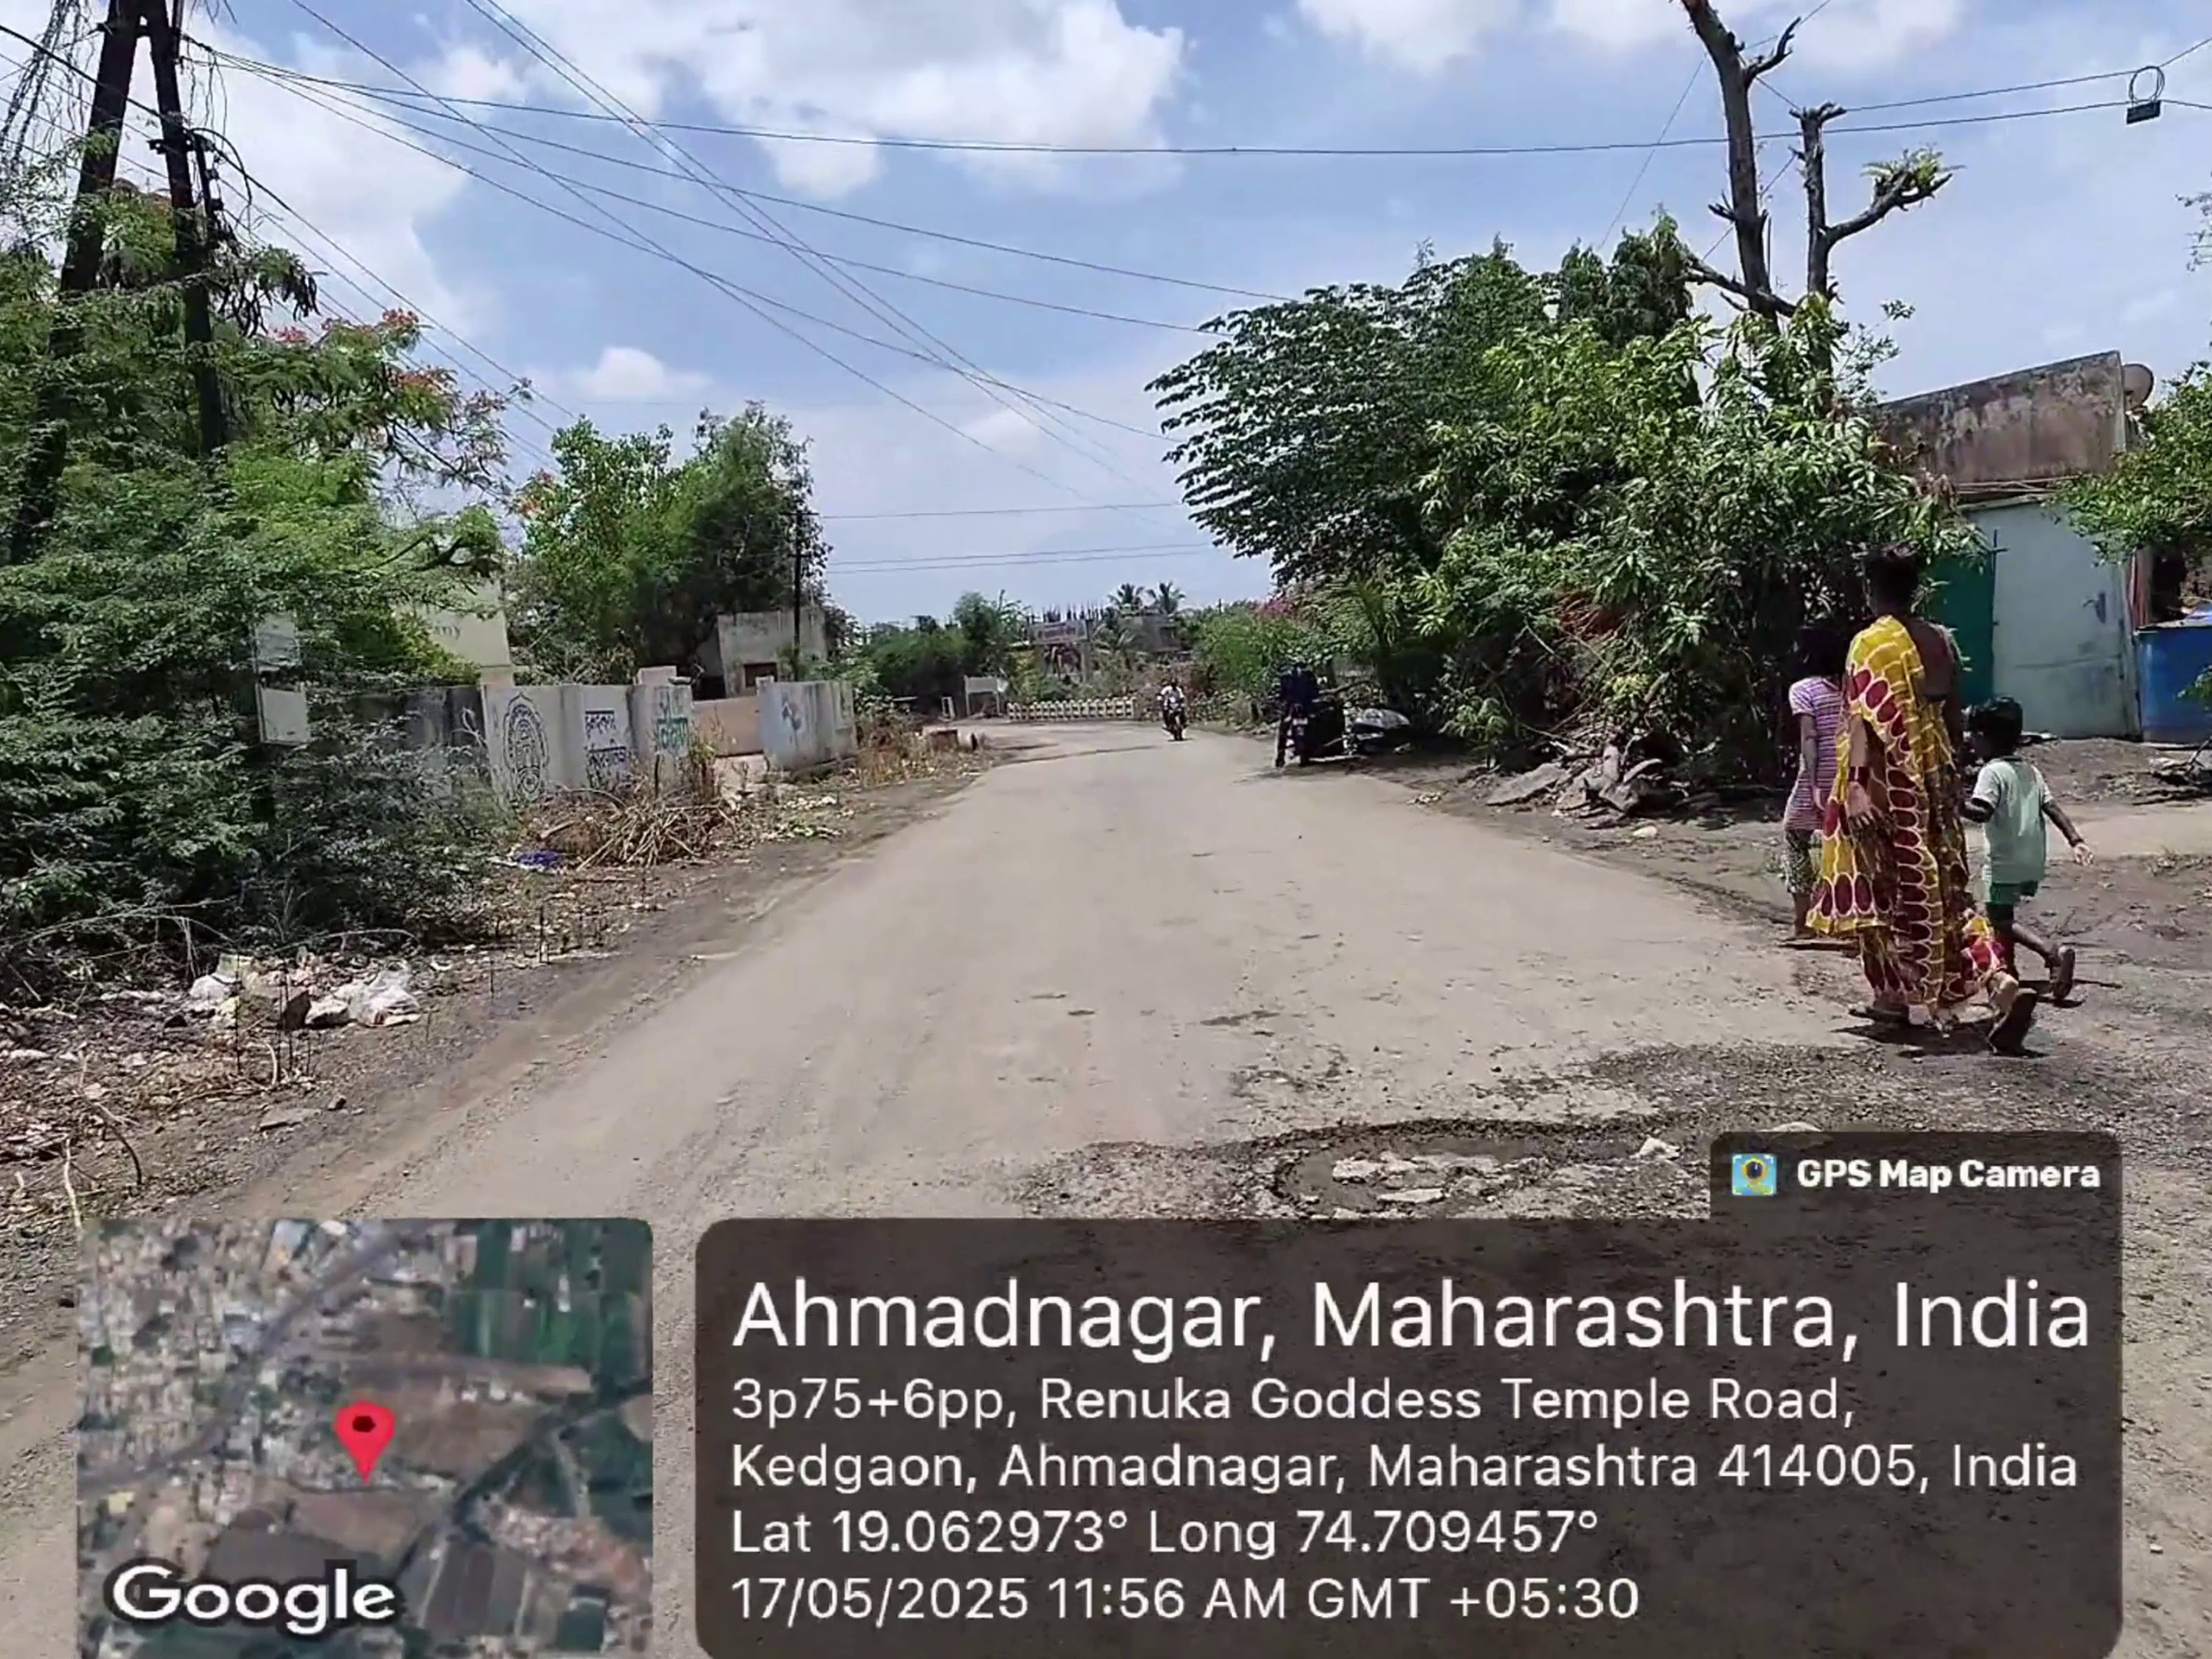 GPS Map Camera
Ahmadnagar, Maharashtra, India
3p75+6pp, Renuka Goddess Temple Road,
Kedgaon, Ahmadnagar, Maharashtra 414005, India
Lat 19.062973° Long 74.709457°
17/05/2025 11:56 AM GMT +05:30
Google